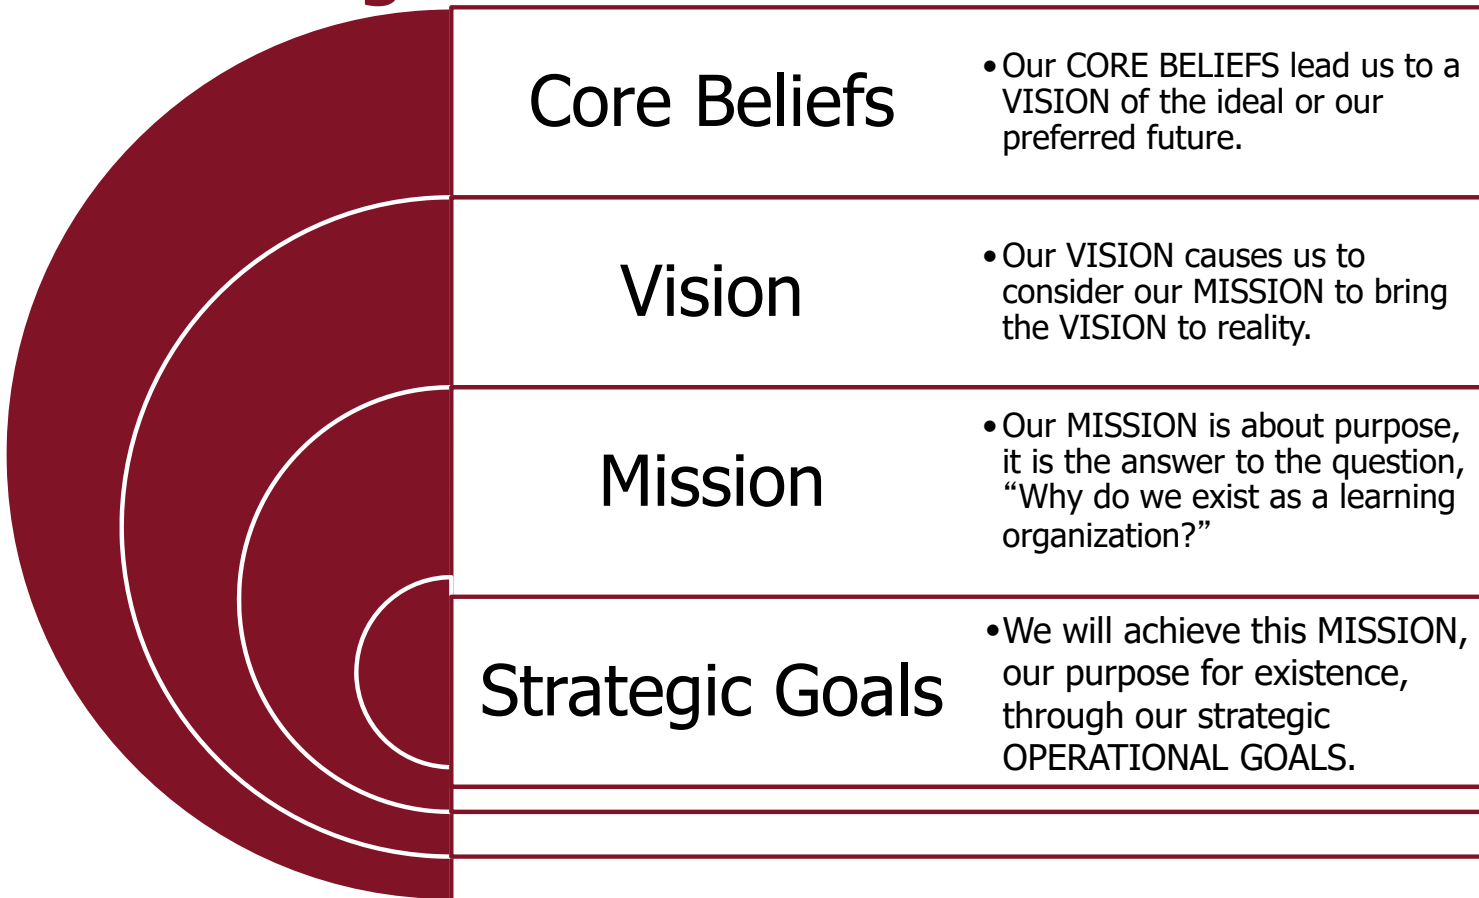 Core Beliefs
•Our CORE BELIEFS lead us to a
VISION of the ideal or our
preferred future.
Vision
•Our VISION causes us to
consider our MISSION to bring
the VISION to reality.
Mission
•Our MISSION is about purpose,
it is the answer to the question,
“Why do we exist as a learning
organization?”
Strategic Goals
•We will achieve this MISSION,
our purpose for existence,
through our strategic
OPERATIONAL GOALS.